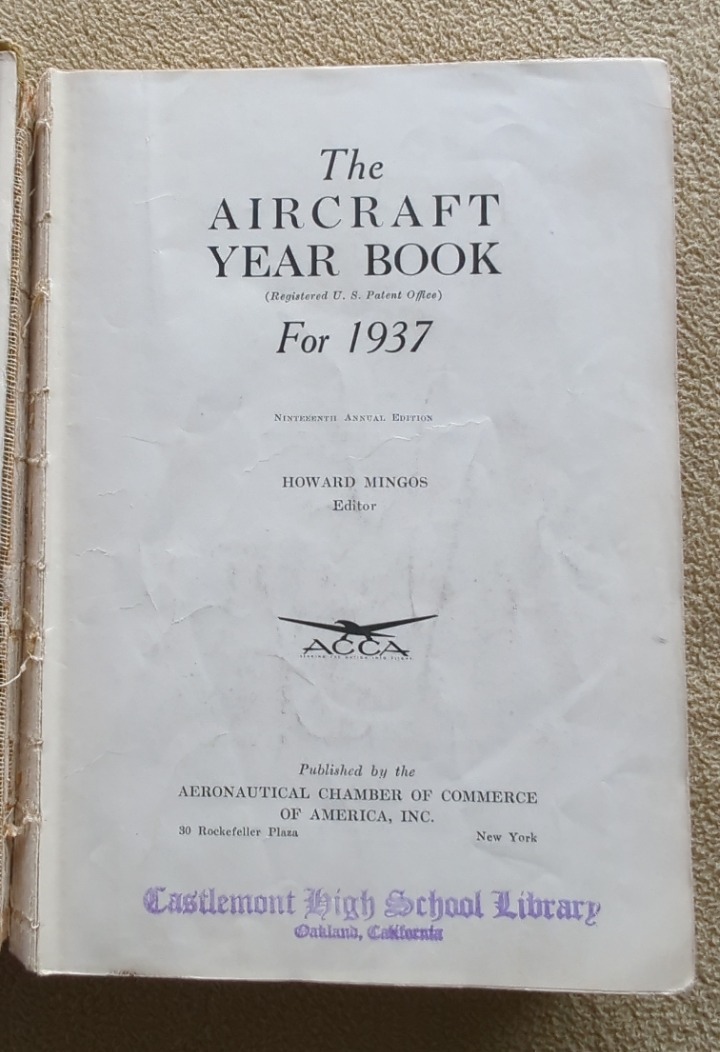 The
AIRCRAFT
YEAR BOOK
(Registered U. S. Patent Office)
For 1937
NINTEENTH ANNUAL EDITION
HOWARD MINGOS
Editor
ACCA
Published by the
AERONAUTICAL CHAMBER OF COMMERCE
OF AMERICA, INC.
30 Rockefeller Plaza New York
Castlemont High School Library
Oakland, California